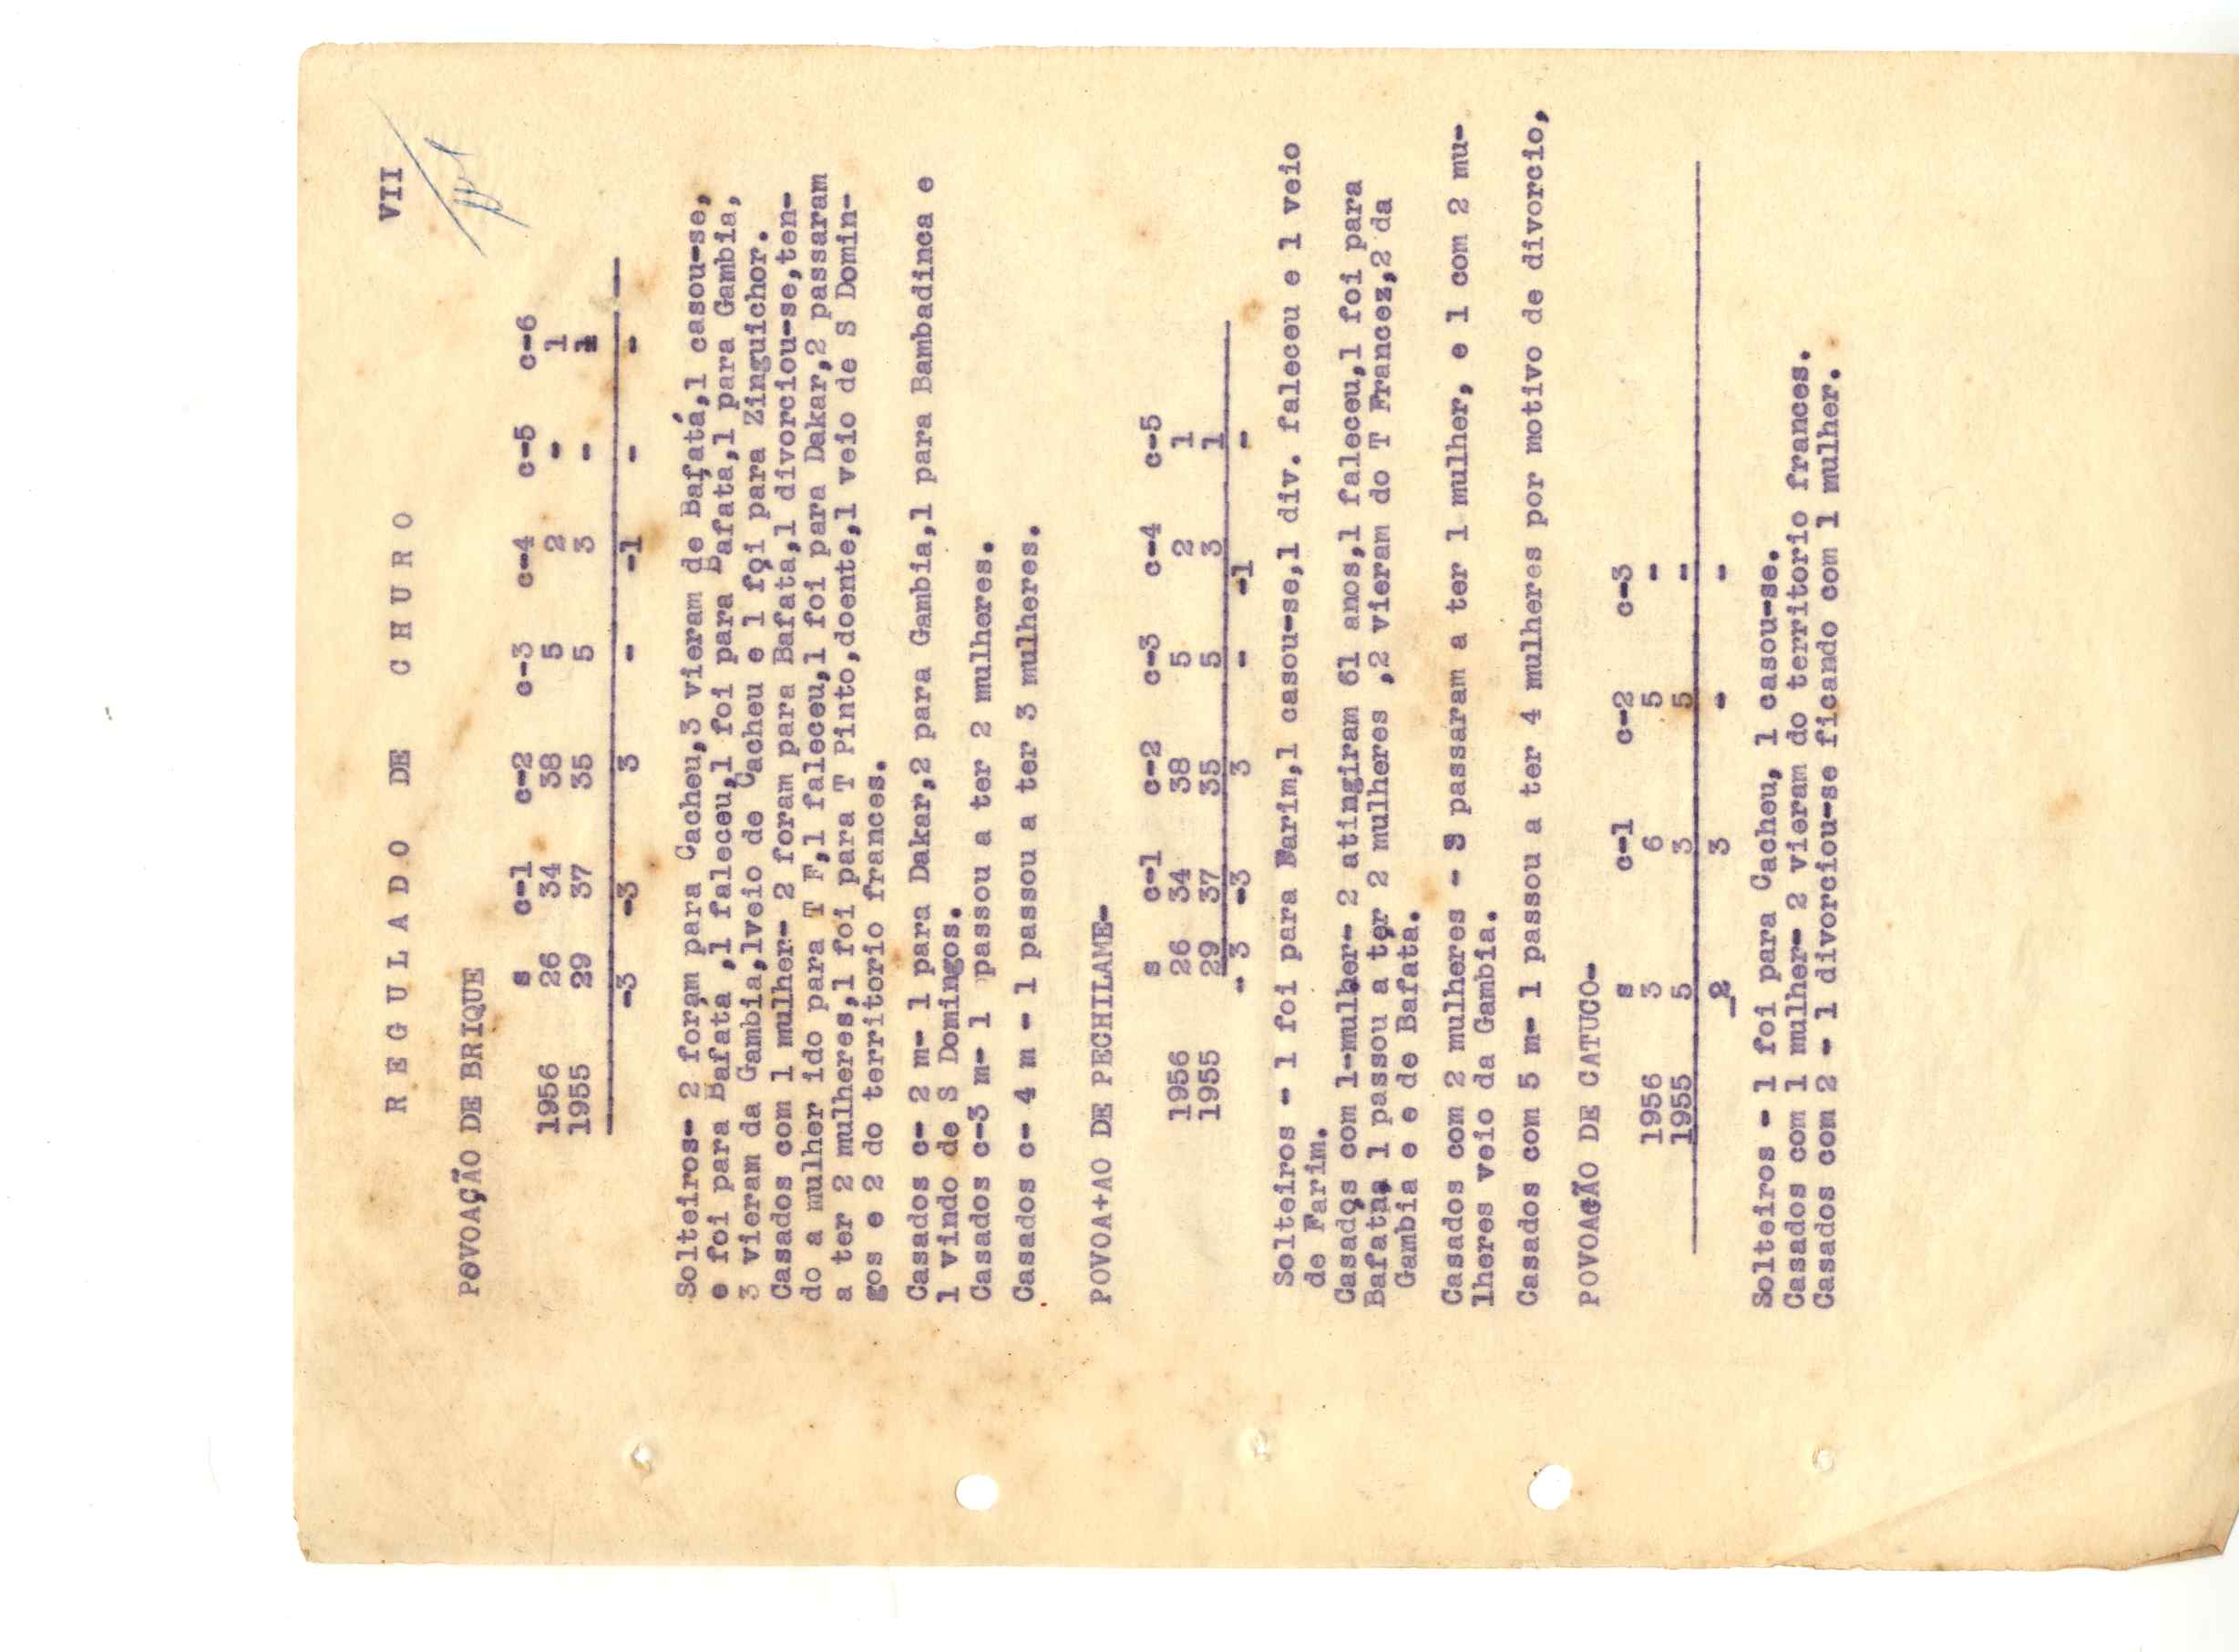 VII
R E G U L A D O   DE   C H U R O
POVOAÇÃO DE BRIQUE
s c-1 c-2 c-3 c-4 c-5 c-6
1956 26 34 38 5 2 - 1
1955 29 37 35 5 3 - 1
-3 -3 3 - -1 - -
Solteiros- 2 foram para Cacheu,3 vieram de Bafatá,1 casou-se,
e foi para Bafata ,1 faleceu,1 foi para Bafata,1 para Gambia,
3 vieram da Gambia,1veio de Cacheu e 1 foi para Zinguichor.
Casados com 1 mulher- 2 foram para Bafata,1 divorciou-se,ten-
do a mulher ido para T F,1 faleceu,1 foi para Dakar,2 passaram
a ter 2 mulheres,1 foi para T Pinto,doente,1 veio de S Domin-
gos e 2 do territorio frances.
Casados c- 2 m- 1 para Dakar,2 para Gambia,1 para Bambadinca e
1 vindo de S Domingos.
Casados c-3 m- 1 passou a ter 2 mulheres.
Casados c- 4 m - 1 passou a ter 3 mulheres.
POVOA+AO DE PECHILAME-
s c-1 c-2 c-3 c-4 c-5
1956 26 34 38 5 2 1
1955 29 37 35 5 3 1
- 3 -3 3 - -1 -
Solteiros - 1 foi para Farim,1 casou-se,1 div. faleceu e 1 veio
de Farim.
Casados com 1-mulher- 2 atingiram 61 anos,1 faleceu,1 foi para
Bafata, 1 passou a ter 2 mulheres ,2 vieram do T Francez,2 da
Gambia e e de Bafata.
Casados com 2 mulheres - 3 passaram a ter 1 mulher, e 1 com 2 mu-
lheres veio da Gambia.
Casados com 5 m- 1 passou a ter 4 mulheres por motivo de divorcio,
POVOAÇÃO DE CATUCO-
s c-1 c-2 c-3
1956 3 6 5 -
1955 5 3 5 -
-2 3 - -
Solteiros - 1 foi para Cacheu, 1 casou-se.
Casados com 1 mulher- 2 vieram do territorio frances.
Casados com 2 - 1 divorciou-se ficando com 1 mulher.